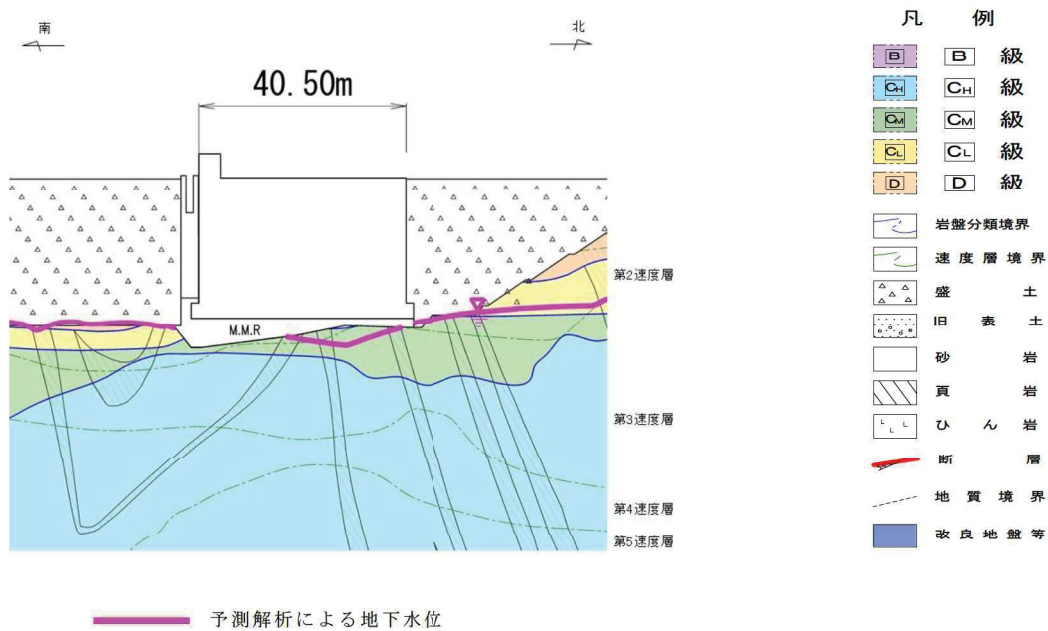 南
北
40.50m
M.M.R
第2速度層
第3速度層
第4速度層
第5速度層
予測解析による地下水位
凡 例
B B 級
CH CH 級
CM CM 級
CL CL 級
D D 級
岩盤分類境界
速度層境界
盛土
旧表土
砂岩
頁岩
ひん岩
断層
地質境界
改良地盤等